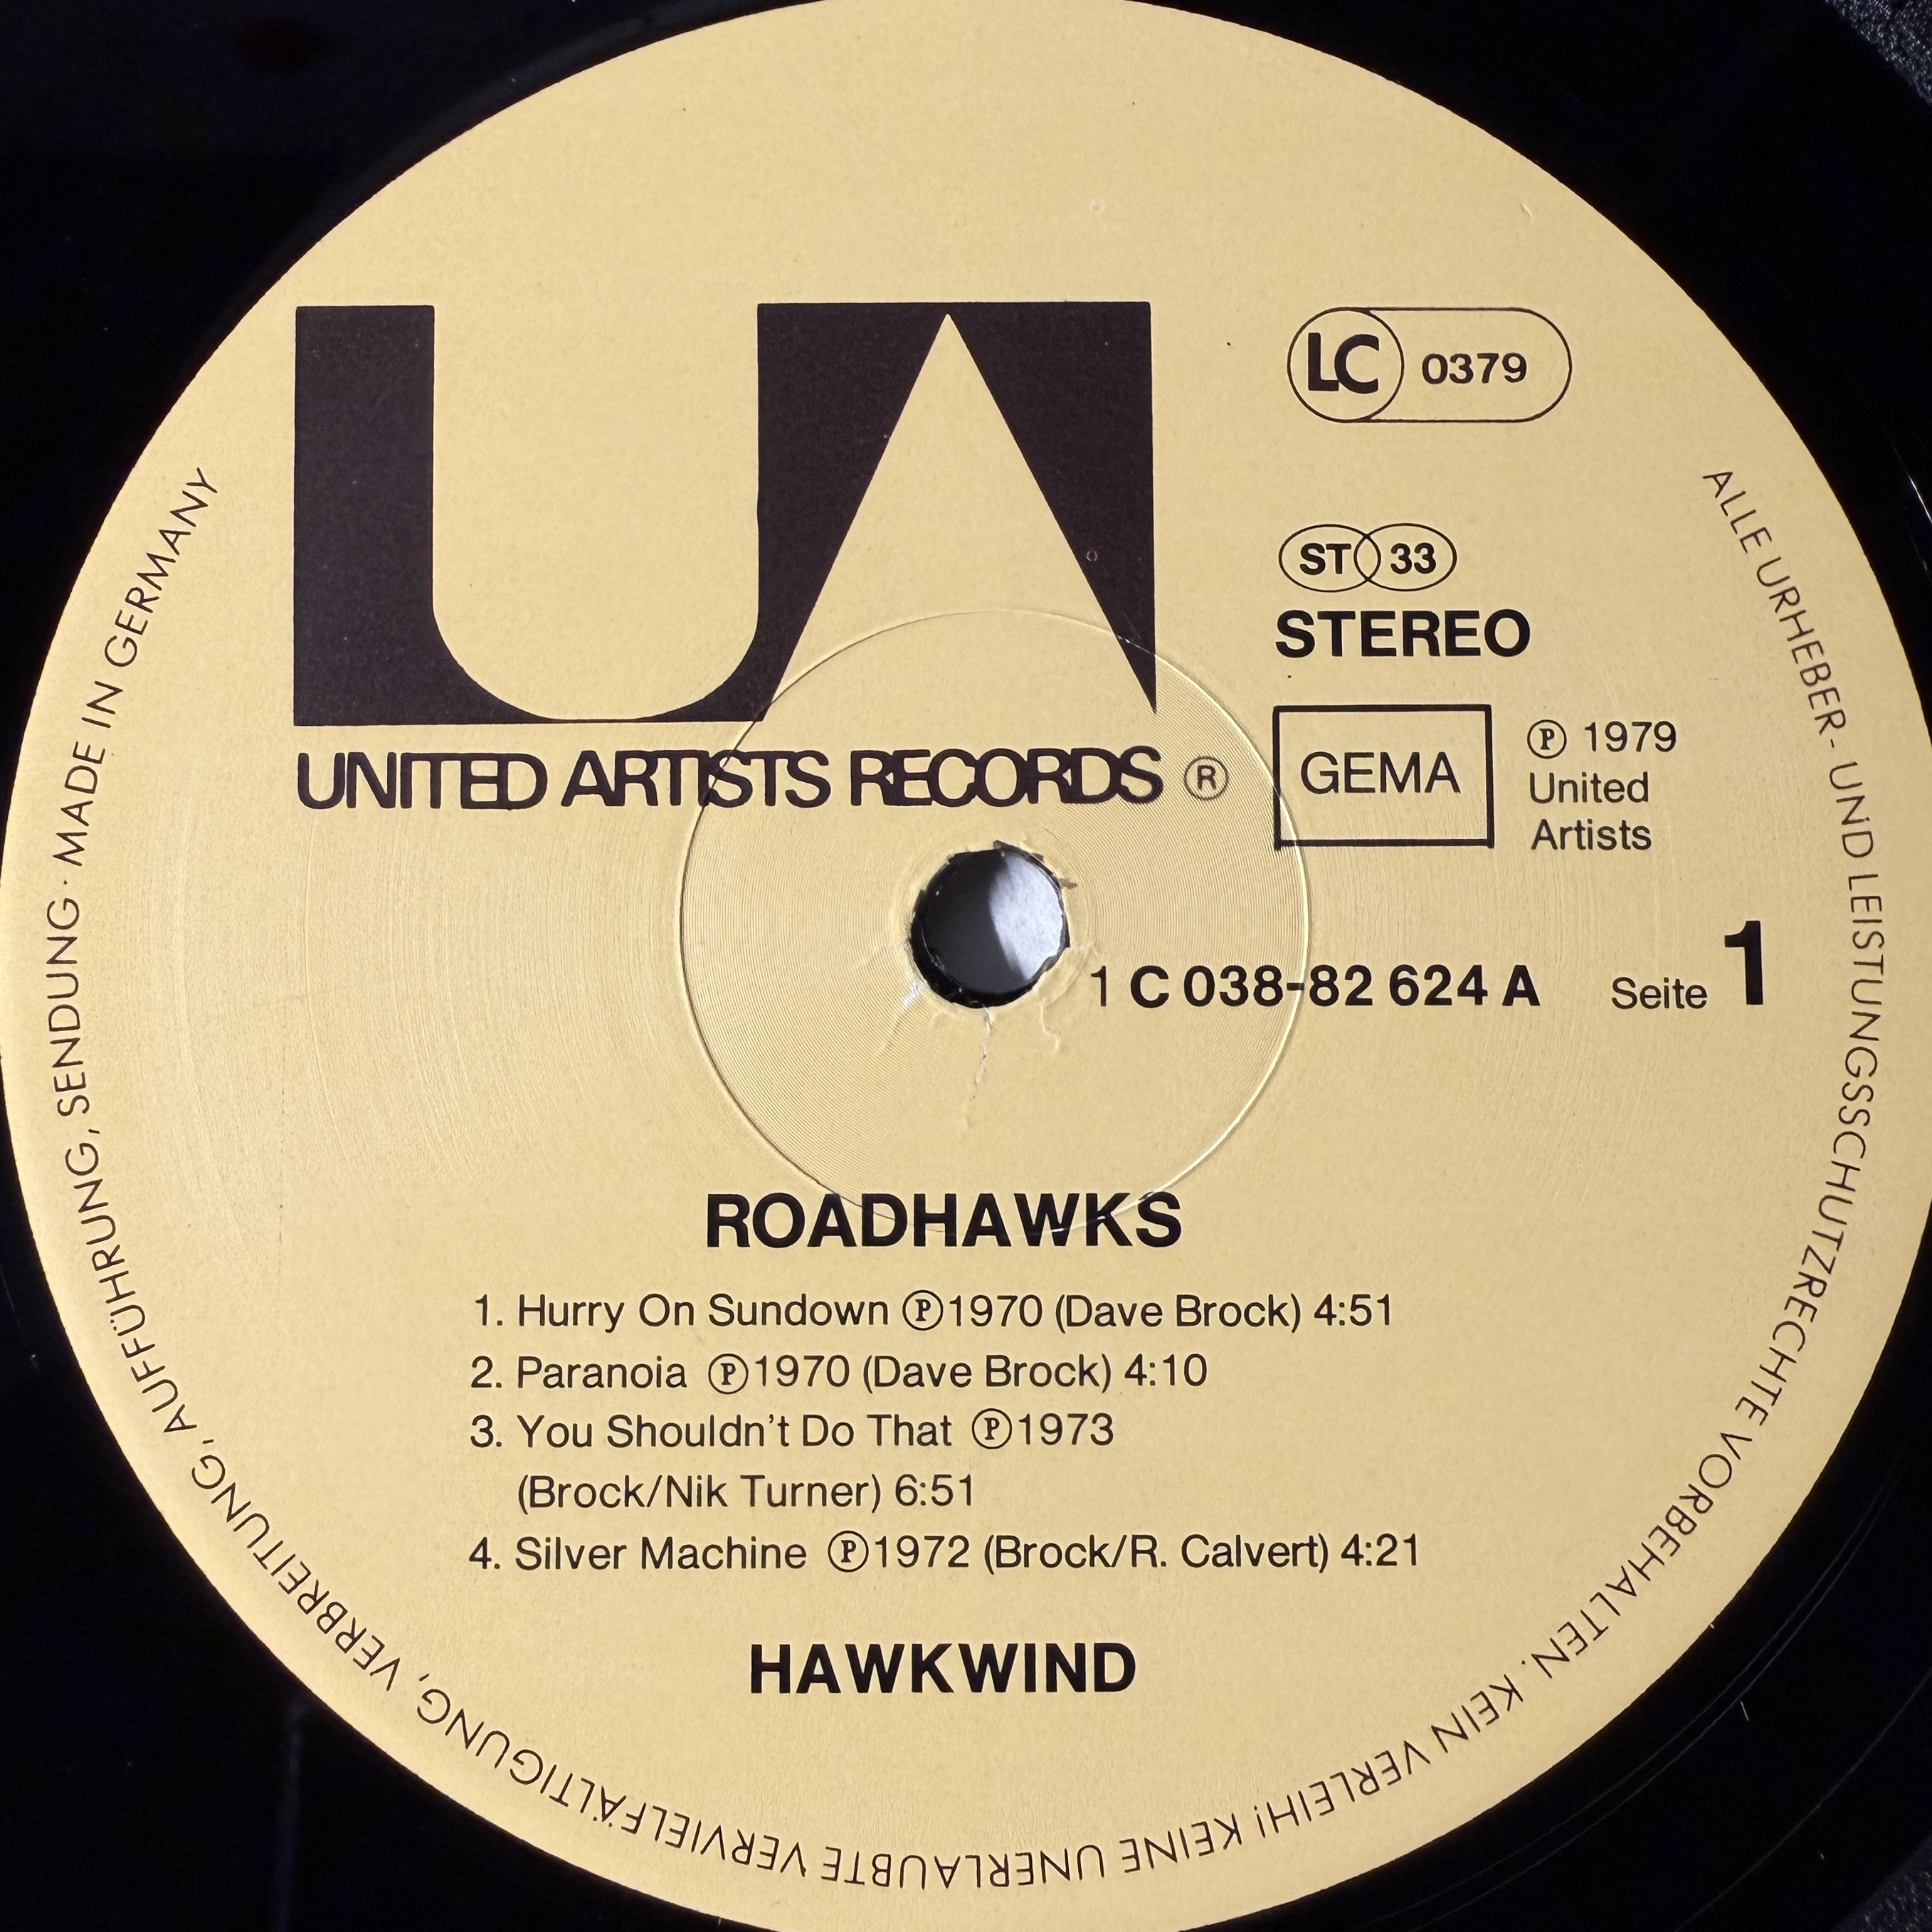 UA
UNITED ARTISTS RECORDS ®
LC 0379
ST 33
STEREO
GEMA
℗ 1979
United
Artists
1 C 038-82 624 A
Seite 1
ROADHAWKS
1. Hurry On Sundown ℗1970 (Dave Brock) 4:51
2. Paranoia ℗1970 (Dave Brock) 4:10
3. You Shouldn't Do That ℗1973
(Brock/Nik Turner) 6:51
4. Silver Machine ℗1972 (Brock/R. Calvert) 4:21
HAWKWIND
ALLE URHEBER- UND LEISTUNGSSCHUTZRECHTE VORBEHALTEN. KEIN VERLEIH! KEINE UNERLAUBTE VERVIELFÄLTIGUNG, VERBREITUNG, AUFFÜHRUNG, SENDUNG · MADE IN GERMANY